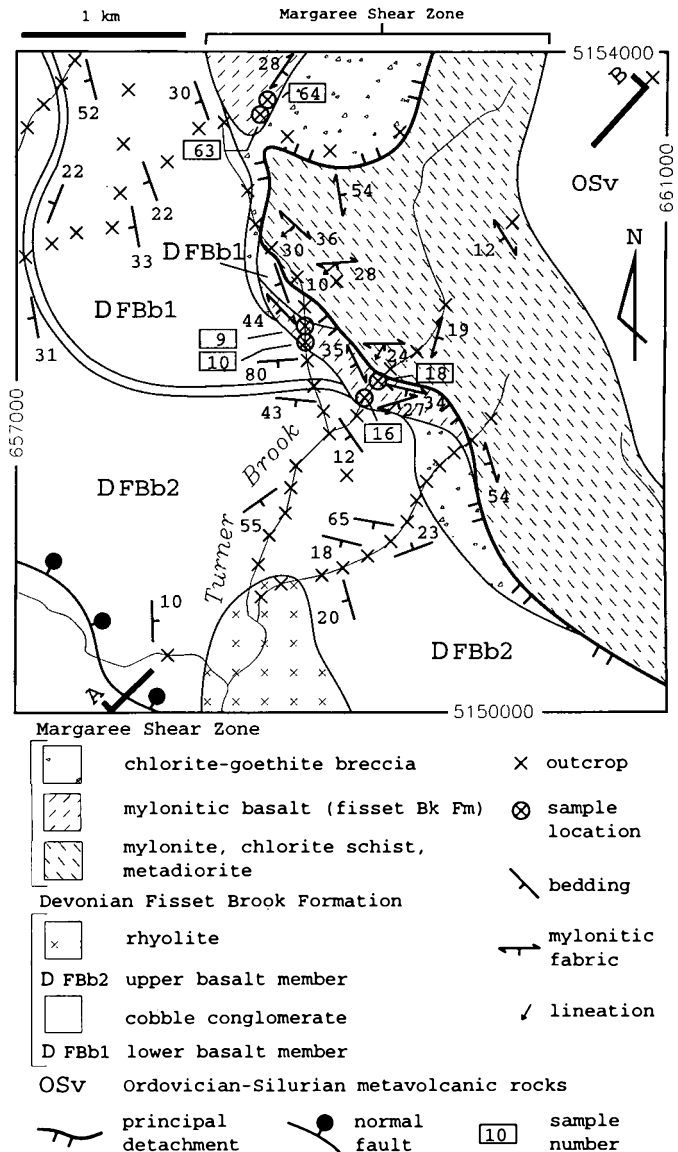 1 km
Margaree Shear Zone
5154000
28
64
B
52
30
63
OSv
661000
22
54
22
36
12
33
DFBb1
30
28
N
10
DFBb1
44
9
19
31
10
35
24
18
80
34
27
657000
43
16
12
54
DFBb2
Brook
55
65
23
18
Turner
10
20
DFBb2
A
5150000
Margaree Shear Zone
chlorite-goethite breccia
outcrop
mylonitic basalt (fisset Bk Fm)
sample
location
mylonite, chlorite schist,
metadiorite
bedding
Devonian Fisset Brook Formation
rhyolite
mylonitic
fabric
D FBb2 upper basalt member
cobble conglomerate
lineation
D FBb1 lower basalt member
OSv Ordovician-Silurian metavolcanic rocks
principal
detachment
normal
fault
10
sample
number